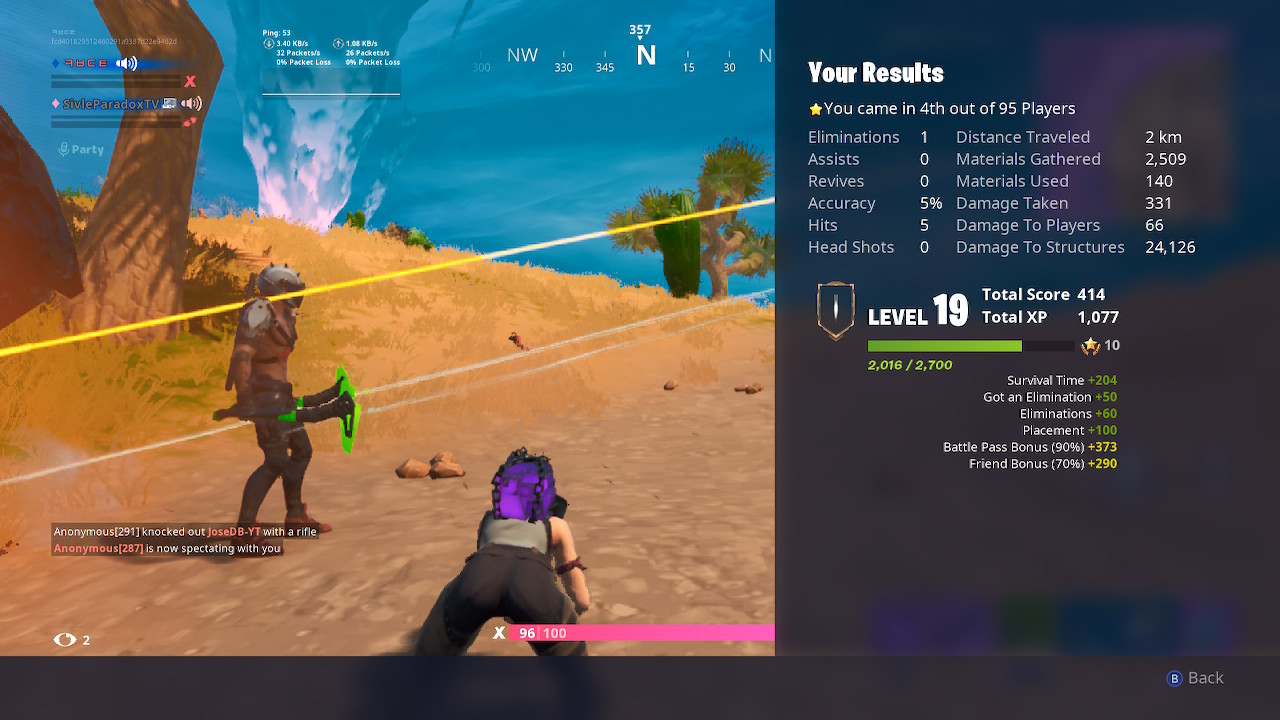 Ping: 53
3.40 KB/s 1.08 KB/s
32 Packets/s 26 Packets/s
0% Packet Loss 0% Packet Loss
SivleParadoxTV
Party
357
300 NW 330 345 N 15 30 N
Anonymous[291] knocked out JoseDB-YT with a rifle
Anonymous[287] is now spectating with you
2
X 96 100
Your Results
You came in 4th out of 95 Players
Eliminations 1 Distance Traveled 2 km
Assists 0 Materials Gathered 2,509
Revives 0 Materials Used 140
Accuracy 5% Damage Taken 331
Hits 5 Damage To Players 66
Head Shots 0 Damage To Structures 24,126
LEVEL 19
Total Score 414
Total XP 1,077
10
2,016 / 2,700
Survival Time +204
Got an Elimination +50
Eliminations +60
Placement +100
Battle Pass Bonus (90%) +373
Friend Bonus (70%) +290
B Back